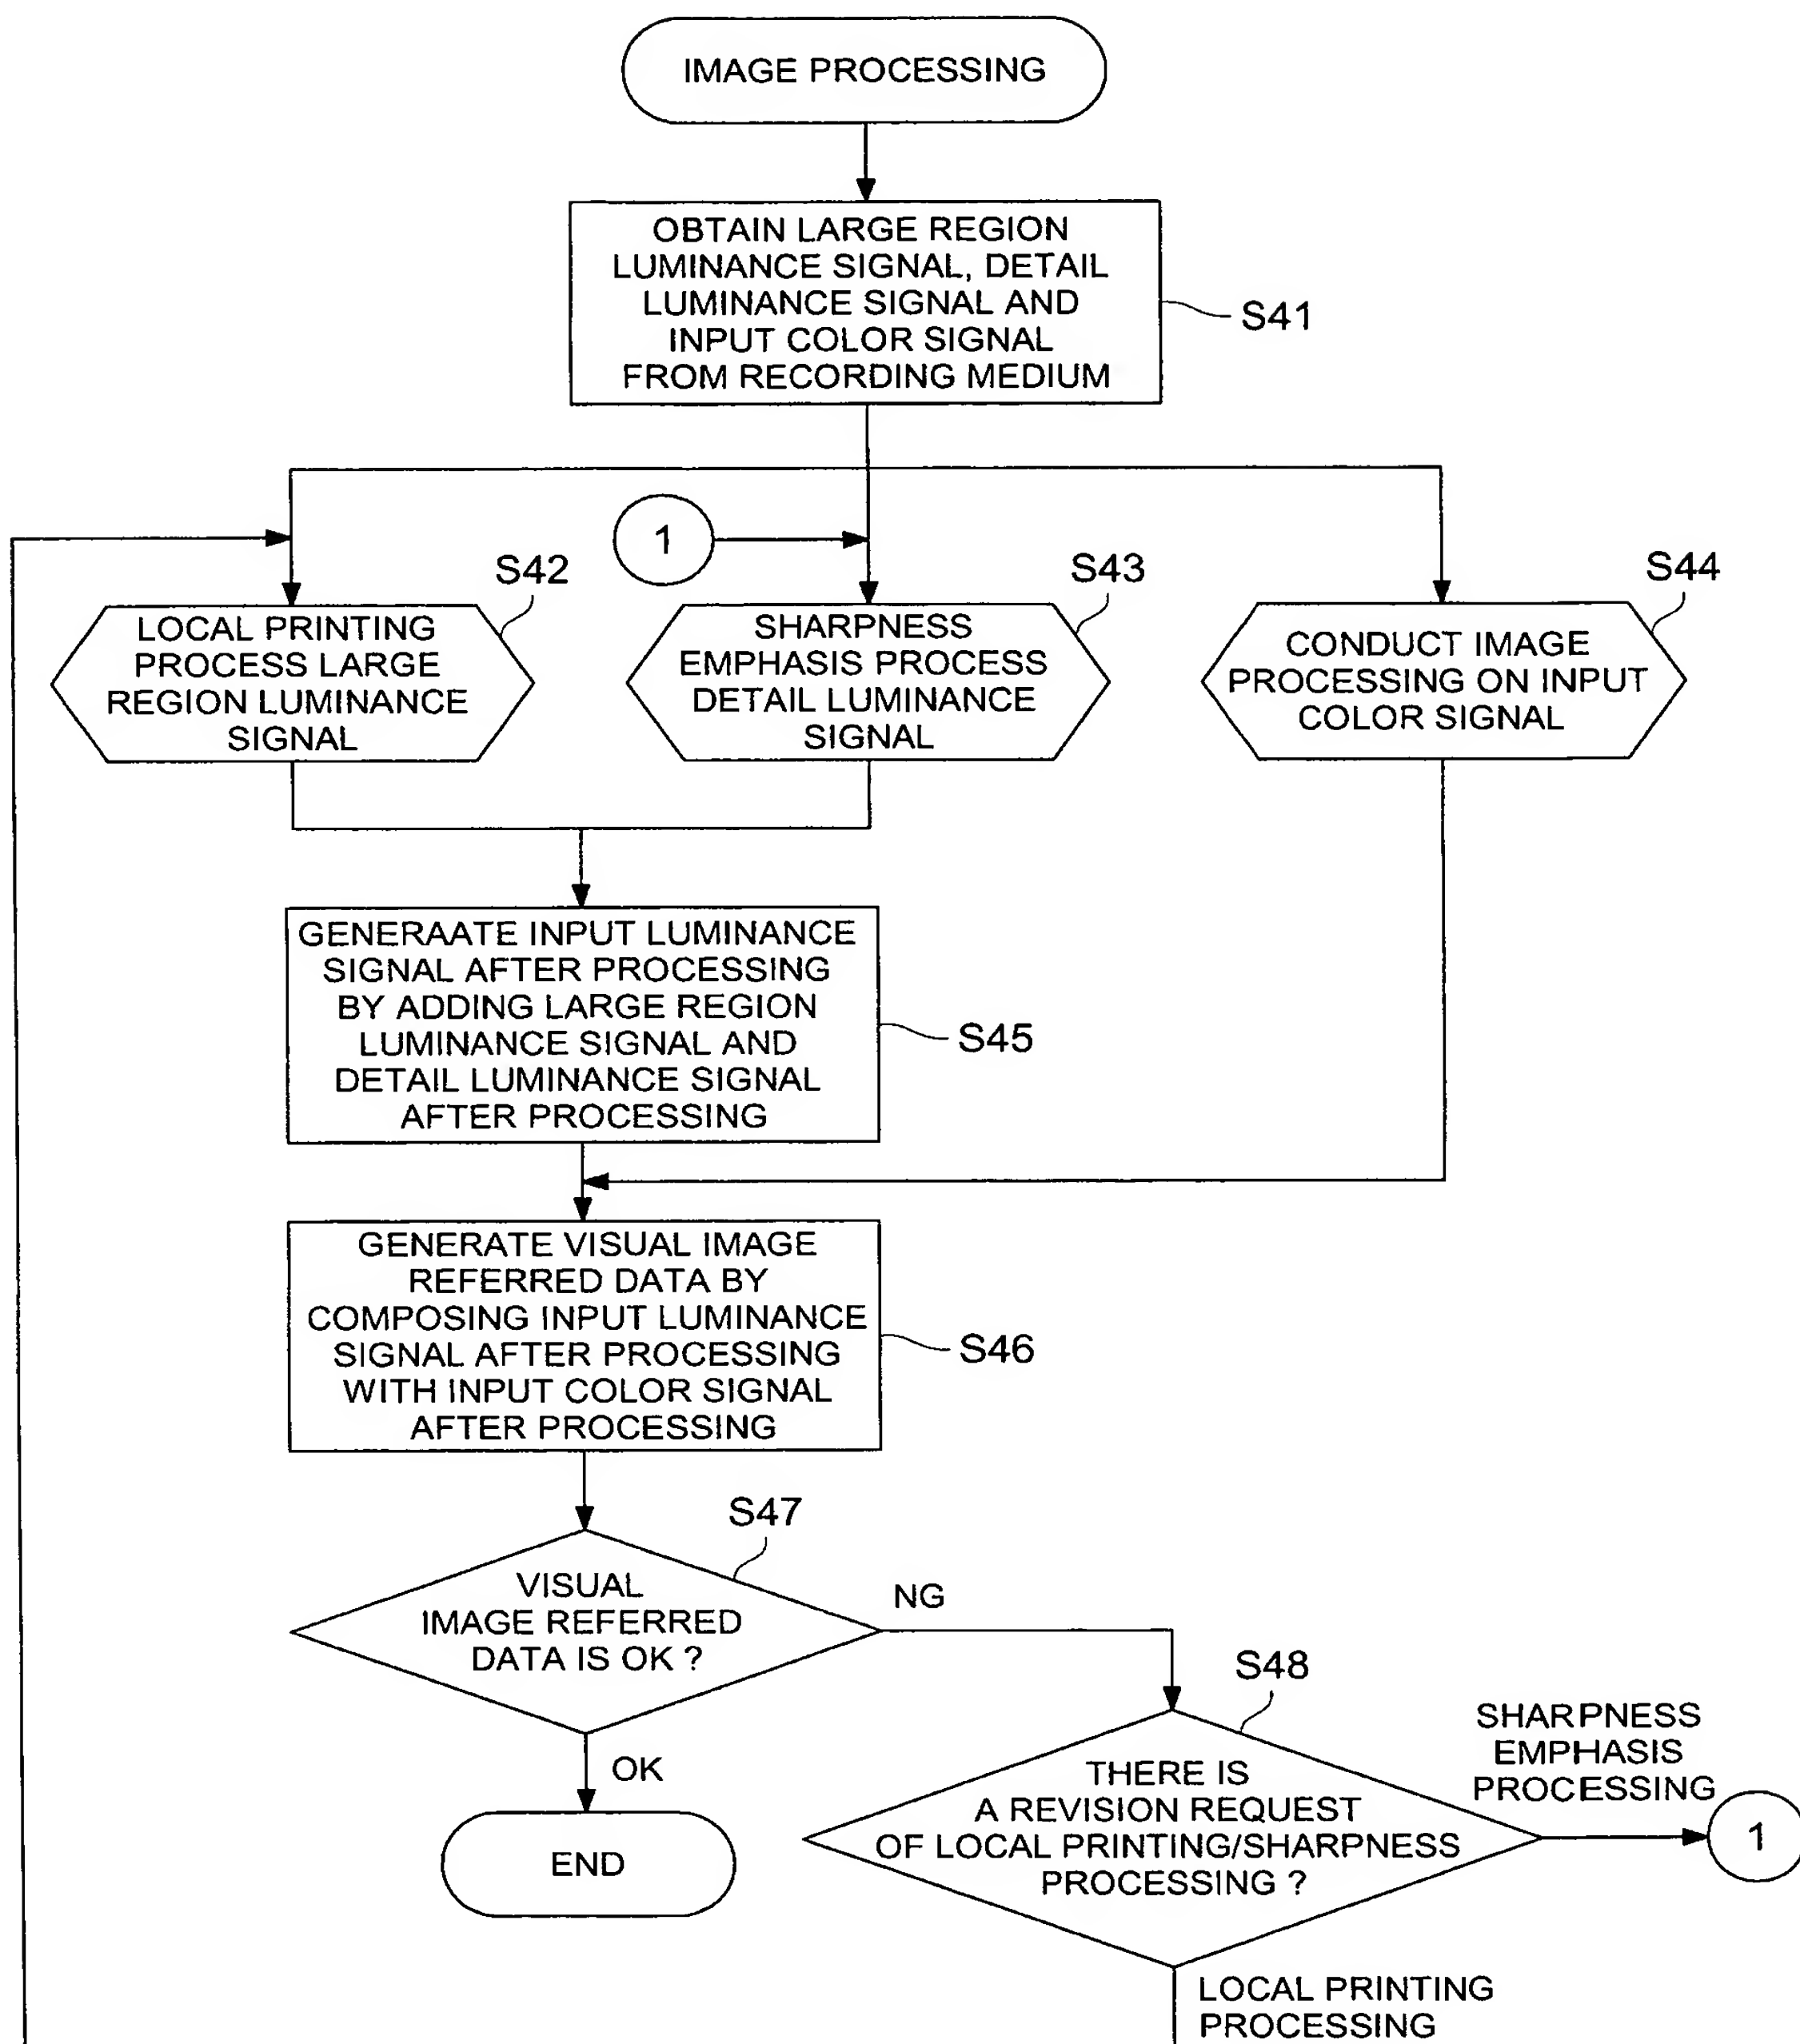 IMAGE PROCESSING
OBTAIN LARGE REGION
LUMINANCE SIGNAL, DETAIL
LUMINANCE SIGNAL AND
INPUT COLOR SIGNAL
FROM RECORDING MEDIUM
S41
1
S42
LOCAL PRINTING
PROCESS LARGE
REGION LUMINANCE
SIGNAL
S43
SHARPNESS
EMPHASIS PROCESS
DETAIL LUMINANCE
SIGNAL
S44
CONDUCT IMAGE
PROCESSING ON INPUT
COLOR SIGNAL
GENERAATE INPUT LUMINANCE
SIGNAL AFTER PROCESSING
BY ADDING LARGE REGION
LUMINANCE SIGNAL AND
DETAIL LUMINANCE SIGNAL
AFTER PROCESSING
S45
GENERATE VISUAL IMAGE
REFERRED DATA BY
COMPOSING INPUT LUMINANCE
SIGNAL AFTER PROCESSING
WITH INPUT COLOR SIGNAL
AFTER PROCESSING
S46
S47
VISUAL
IMAGE REFERRED
DATA IS OK ?
NG
OK
END
S48
THERE IS
A REVISION REQUEST
OF LOCAL PRINTING/SHARPNESS
PROCESSING ?
SHARPNESS
EMPHASIS
PROCESSING
1
LOCAL PRINTING
PROCESSING